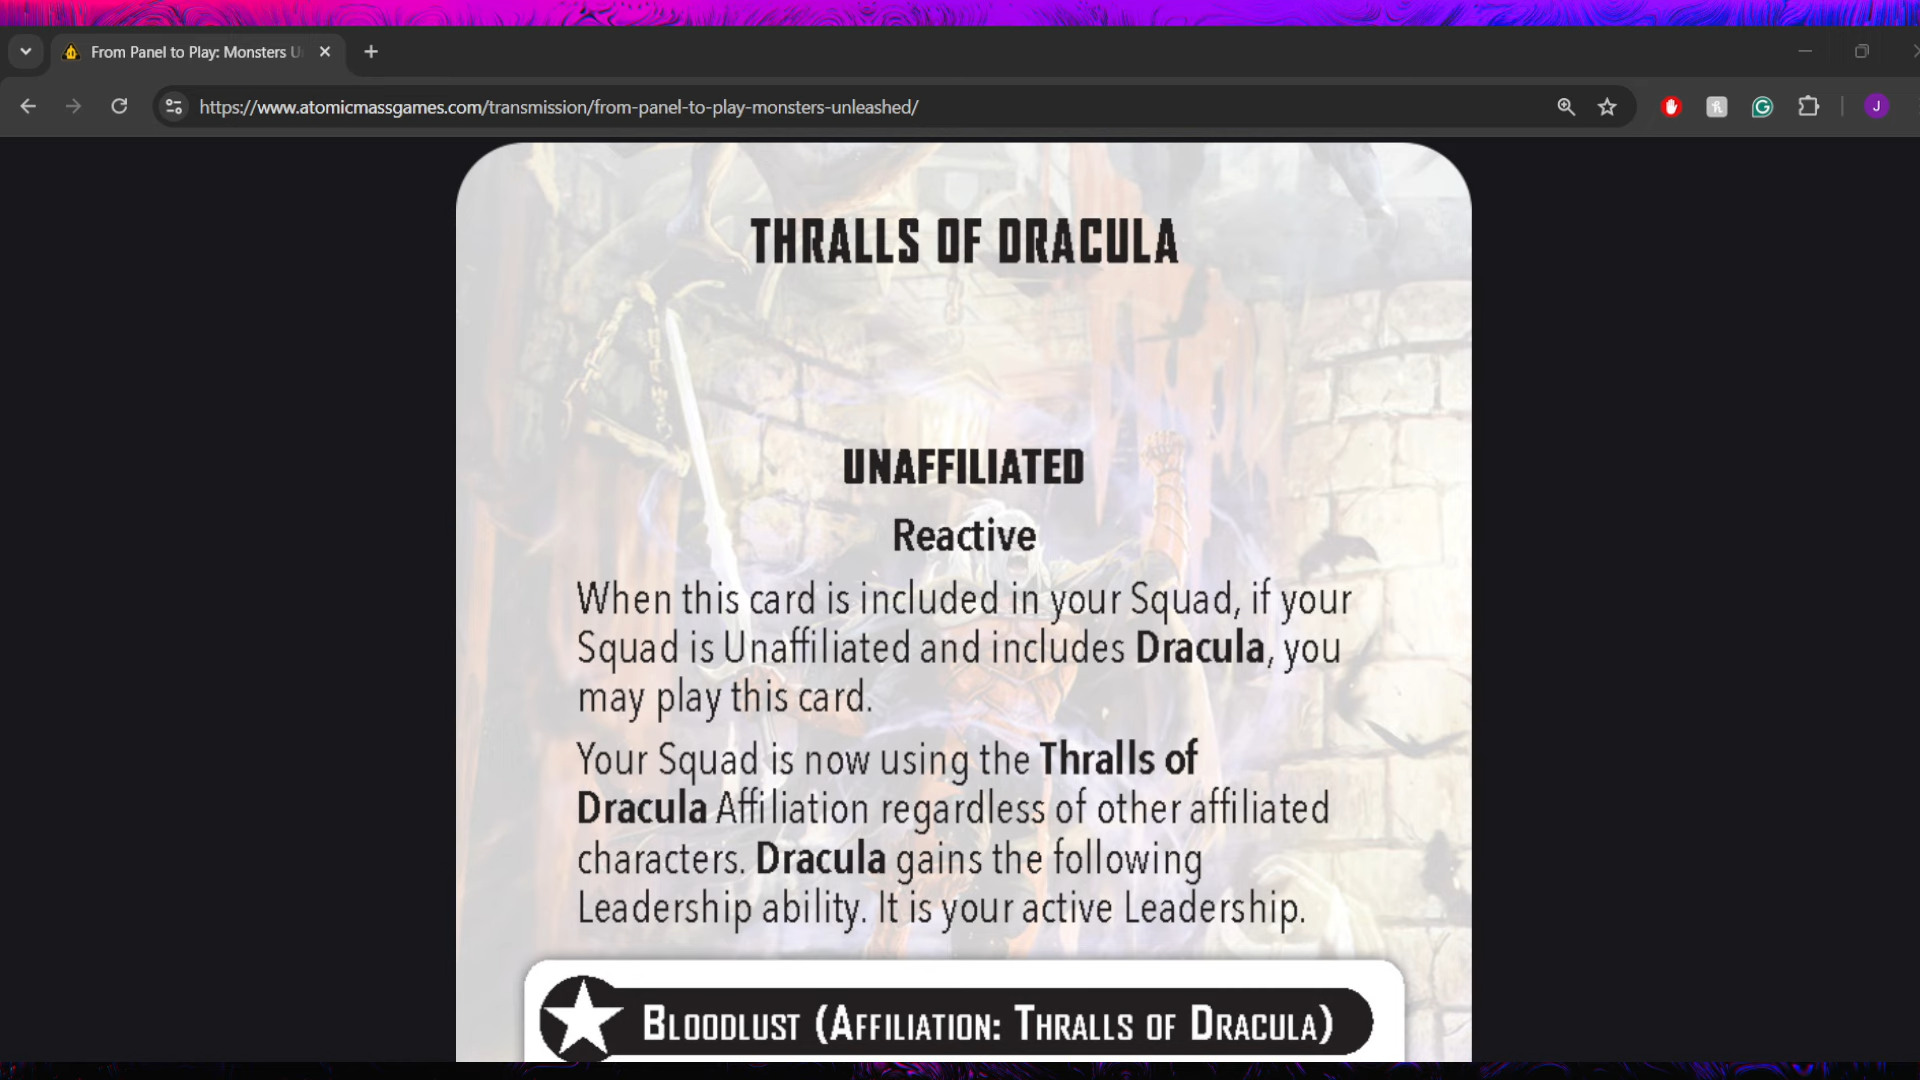 From Panel to Play: Monsters U
https://www.atomicmassgames.com/transmission/from-panel-to-play-monsters-unleashed/
J
THRALLS OF DRACULA
UNAFFILIATED
Reactive
When this card is included in your Squad, if your
Squad is Unaffiliated and includes Dracula, you
may play this card.
Your Squad is now using the Thralls of
Dracula Affiliation regardless of other affiliated
characters. Dracula gains the following
Leadership ability. It is your active Leadership.
BLOODLUST (AFFILIATION: THRALLS OF DRACULA)